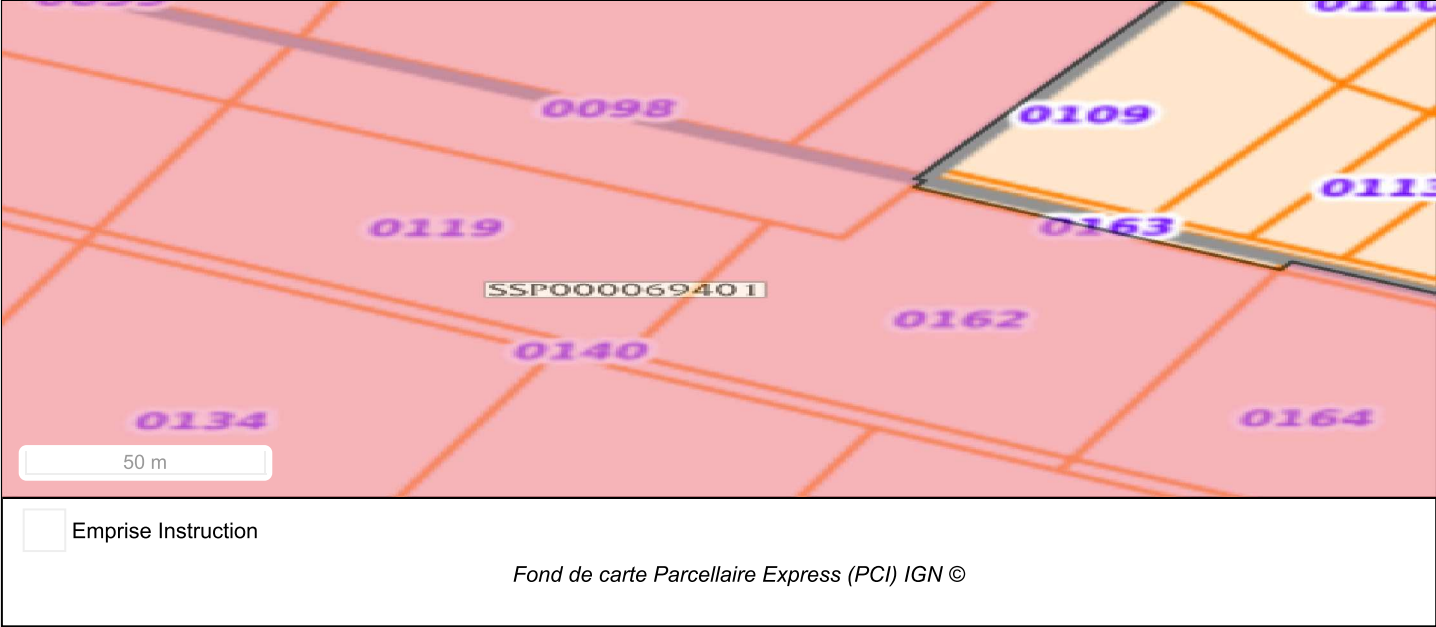 0098
0109
0113
0119
0163
SSP000069401
0162
0140
0134
0164
50 m
Emprise Instruction
Fond de carte Parcellaire Express (PCI) IGN ©